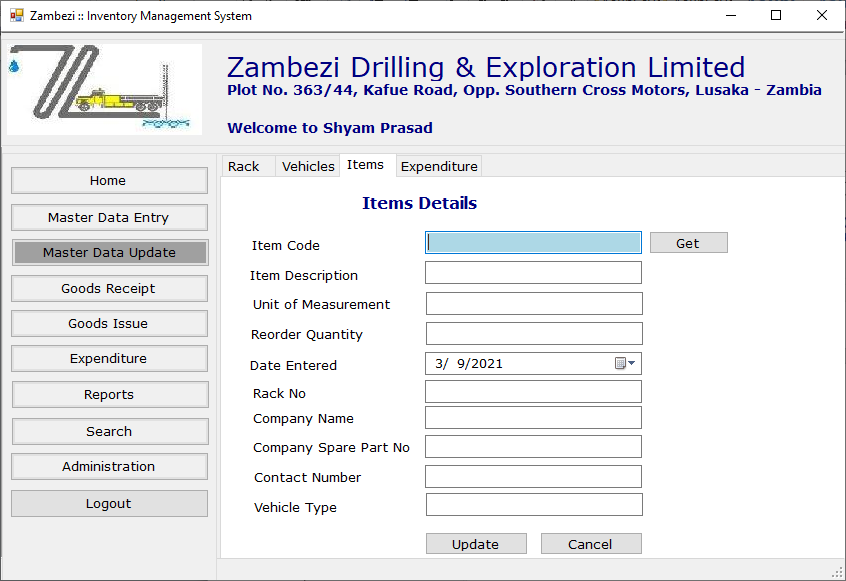 Zambezi :: Inventory Management System
Zambezi Drilling & Exploration Limited
Plot No. 363/44, Kafue Road, Opp. Southern Cross Motors, Lusaka - Zambia
Welcome to Shyam Prasad
Home
Master Data Entry
Master Data Update
Goods Receipt
Goods Issue
Expenditure
Reports
Search
Administration
Logout
Rack Vehicles Items Expenditure
Items Details
Item Code Get
Item Description
Unit of Measurement
Reorder Quantity
Date Entered 3/ 9/2021
Rack No
Company Name
Company Spare Part No
Contact Number
Vehicle Type
Update Cancel